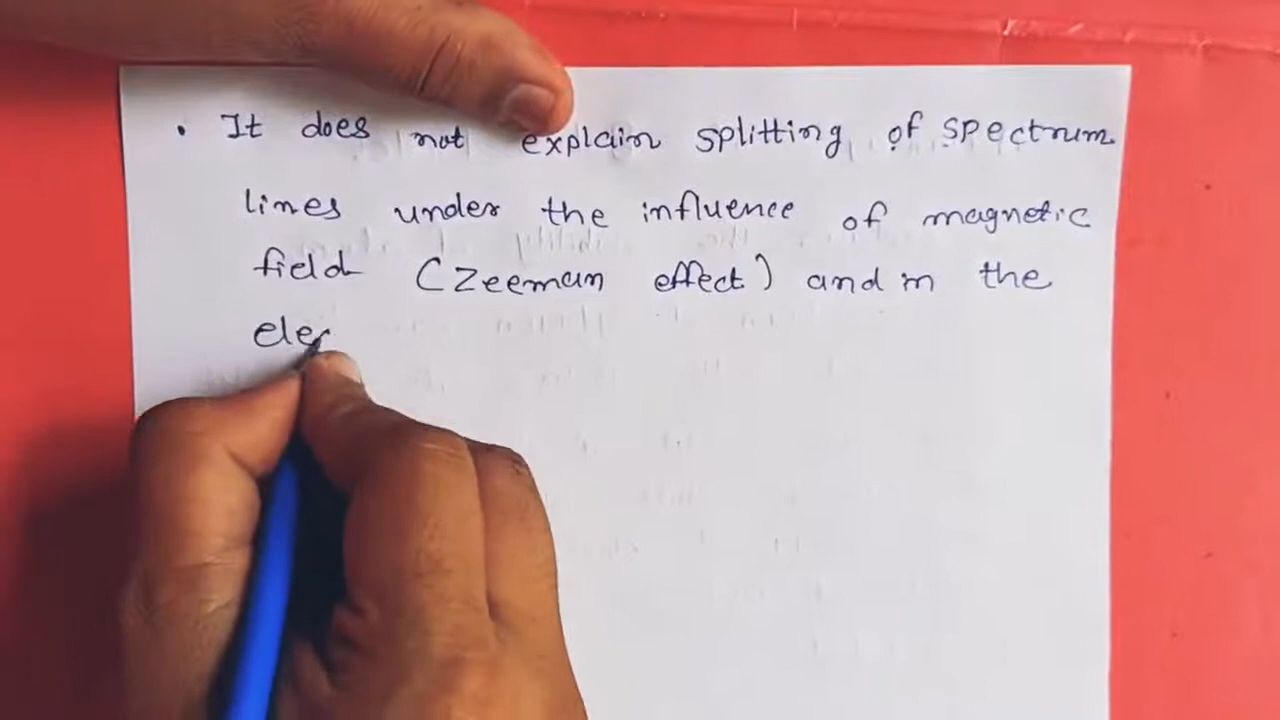 • It does not explain splitting of spectrum
lines under the influence of magnetic
field (Zeeman effect) and in the
elec